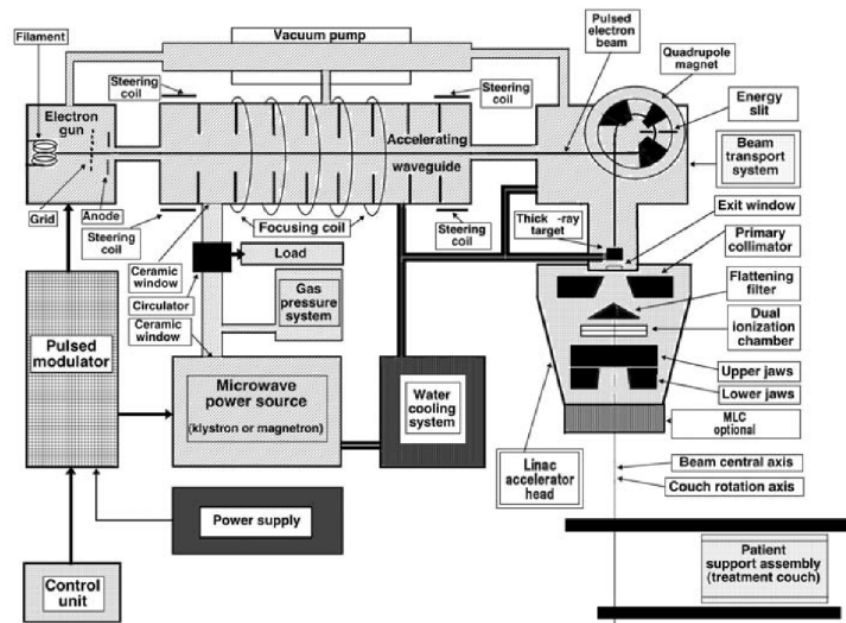 Filament
Vacuum pump
Pulsed
electron
beam
Quadrupole
magnet
Steering
coil
Steering
coil
Energy
slit
Electron
gun
Accelerating
waveguide
Beam
transport
system
Grid
Anode
Steering
coil
Focusing coil
Steering
coil
Thick -ray
target
Exit window
Primary
collimator
Ceramic
window
Load
Circulator
Gas
pressure
system
Flattening
filter
Ceramic
window
Dual
ionization
chamber
Pulsed
modulator
Microwave
power source
(klystron or magnetron)
Water
cooling
system
Upper jaws
Lower jaws
MLC
optional
Linac
accelerator
head
Beam central axis
Couch rotation axis
Power supply
Control
unit
Patient
support assembly
(treatment couch)